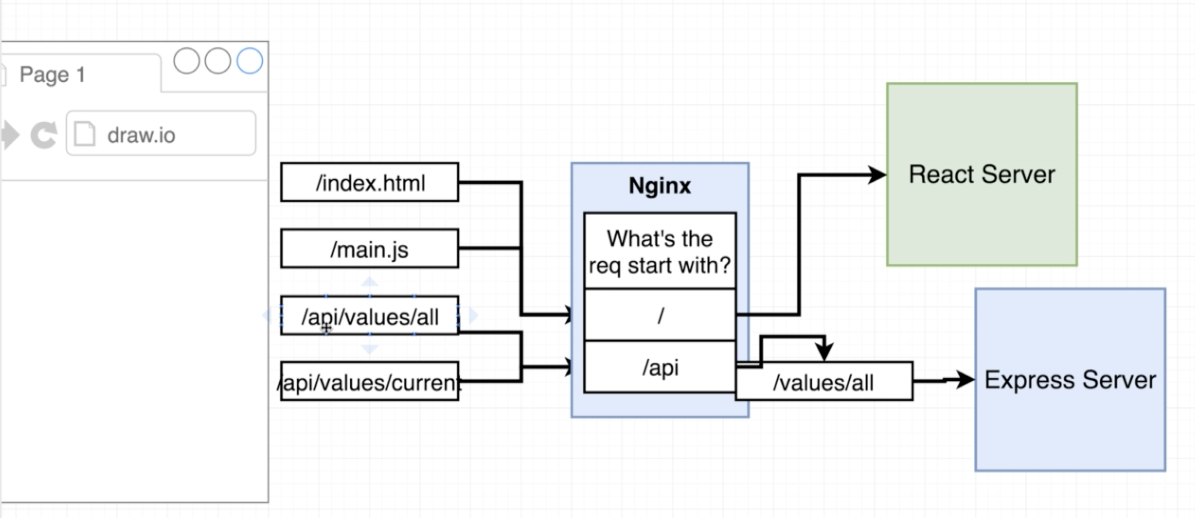 Page 1
draw.io
/index.html
/main.js
/api/values/all
/api/values/current
Nginx
What's the
req start with?
/
/api
/values/all
React Server
Express Server